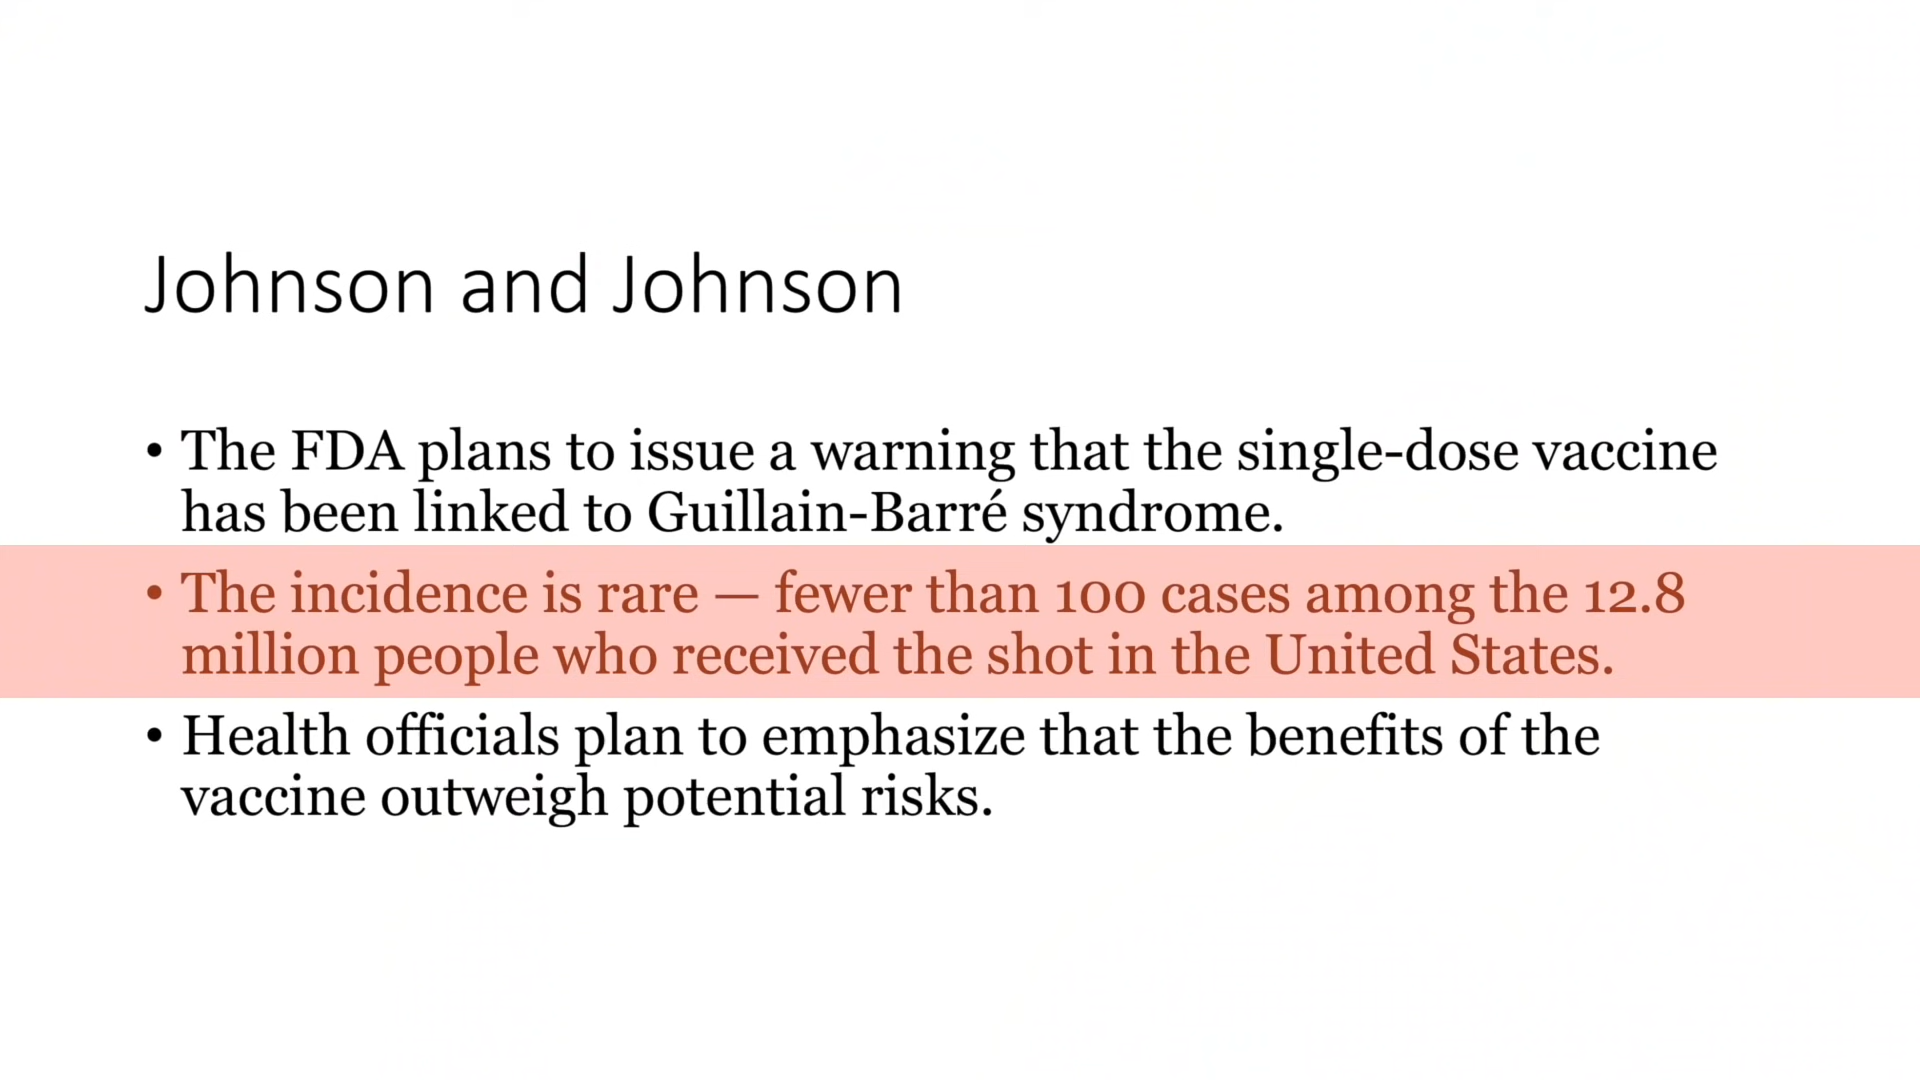 Johnson and Johnson
• The FDA plans to issue a warning that the single-dose vaccine
has been linked to Guillain-Barré syndrome.
• The incidence is rare — fewer than 100 cases among the 12.8
million people who received the shot in the United States.
• Health officials plan to emphasize that the benefits of the
vaccine outweigh potential risks.